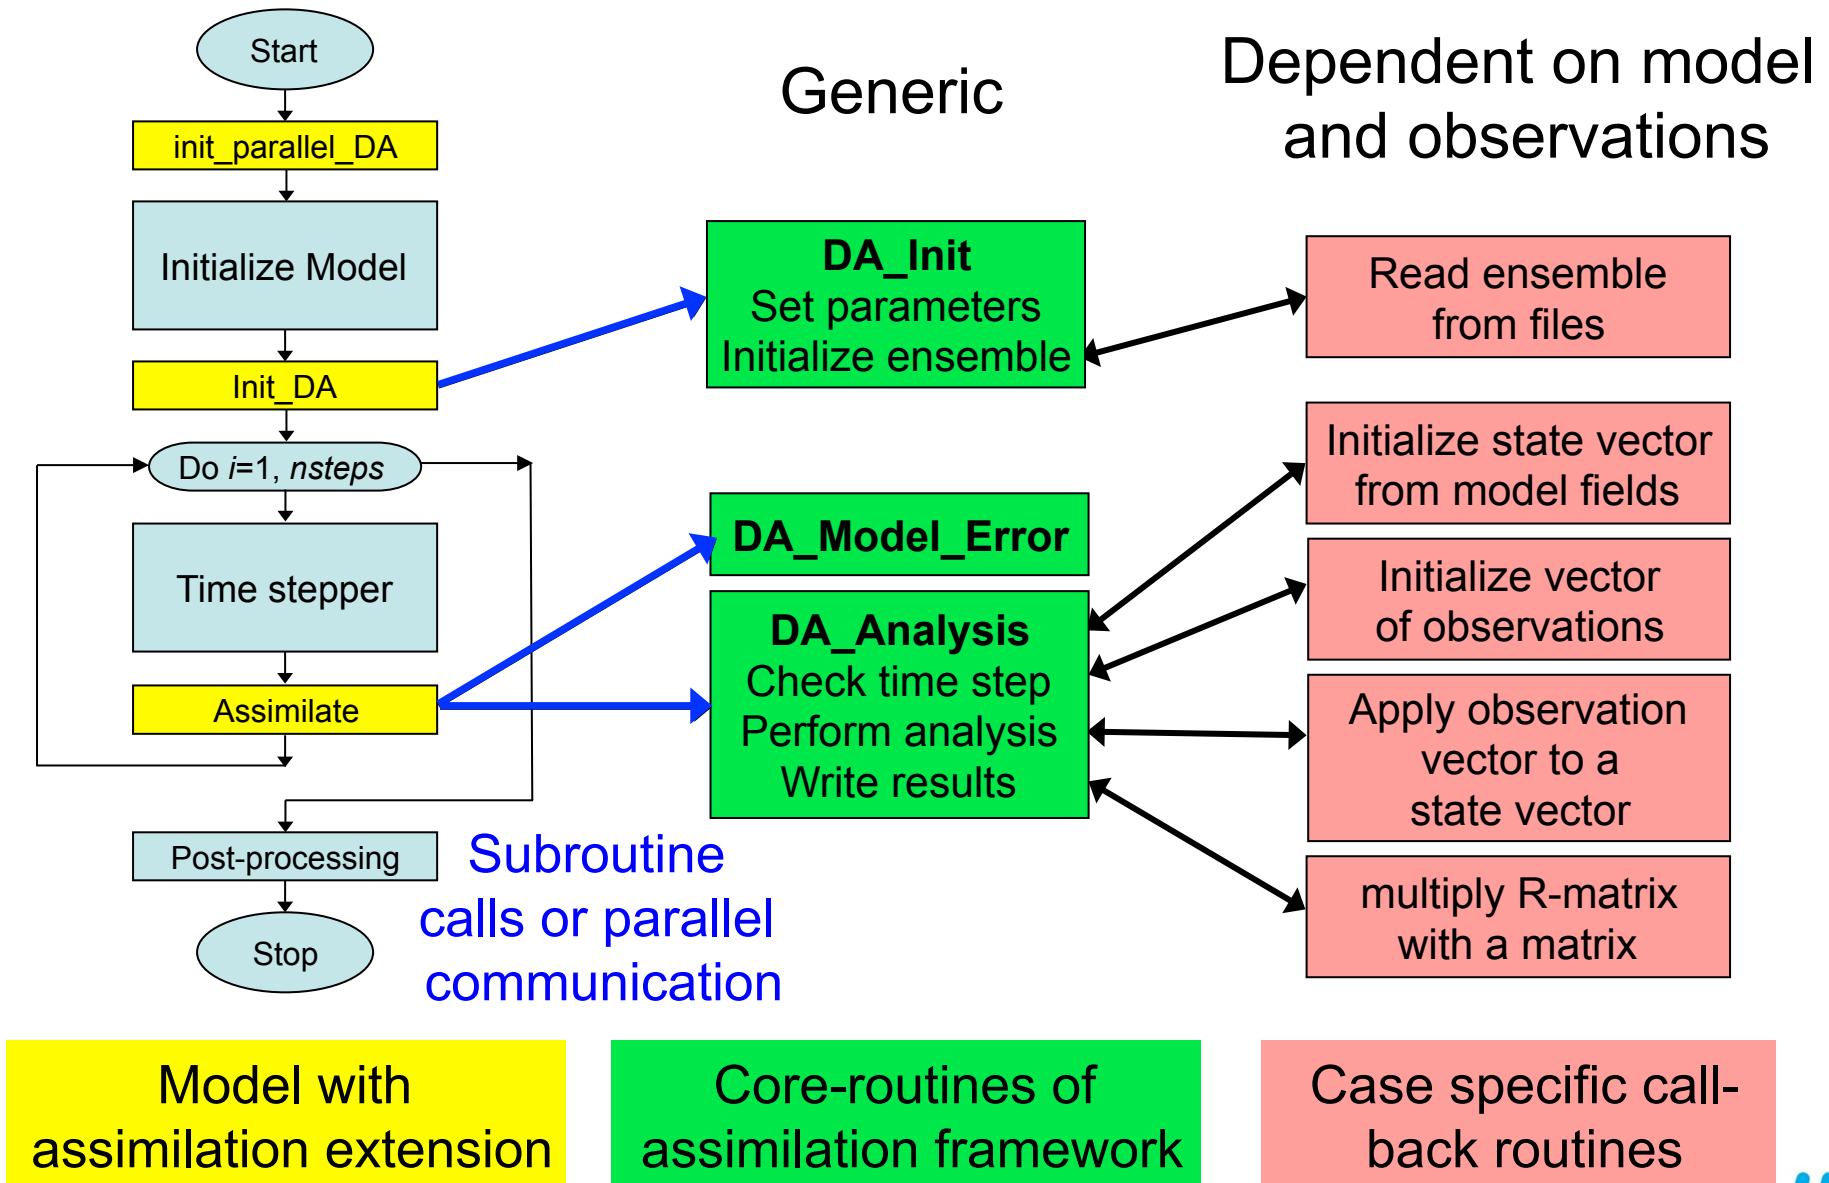 Start
init_parallel_DA
Initialize Model
Init_DA
Do i=1, nsteps
Time stepper
Assimilate
Post-processing
Stop
Subroutine
calls or parallel
communication
Generic
DA_Init
Set parameters
Initialize ensemble
DA_Model_Error
DA_Analysis
Check time step
Perform analysis
Write results
Dependent on model
and observations
Read ensemble
from files
Initialize state vector
from model fields
Initialize vector
of observations
Apply observation
vector to a
state vector
multiply R-matrix
with a matrix
Model with
assimilation extension
Core-routines of
assimilation framework
Case specific call-
back routines